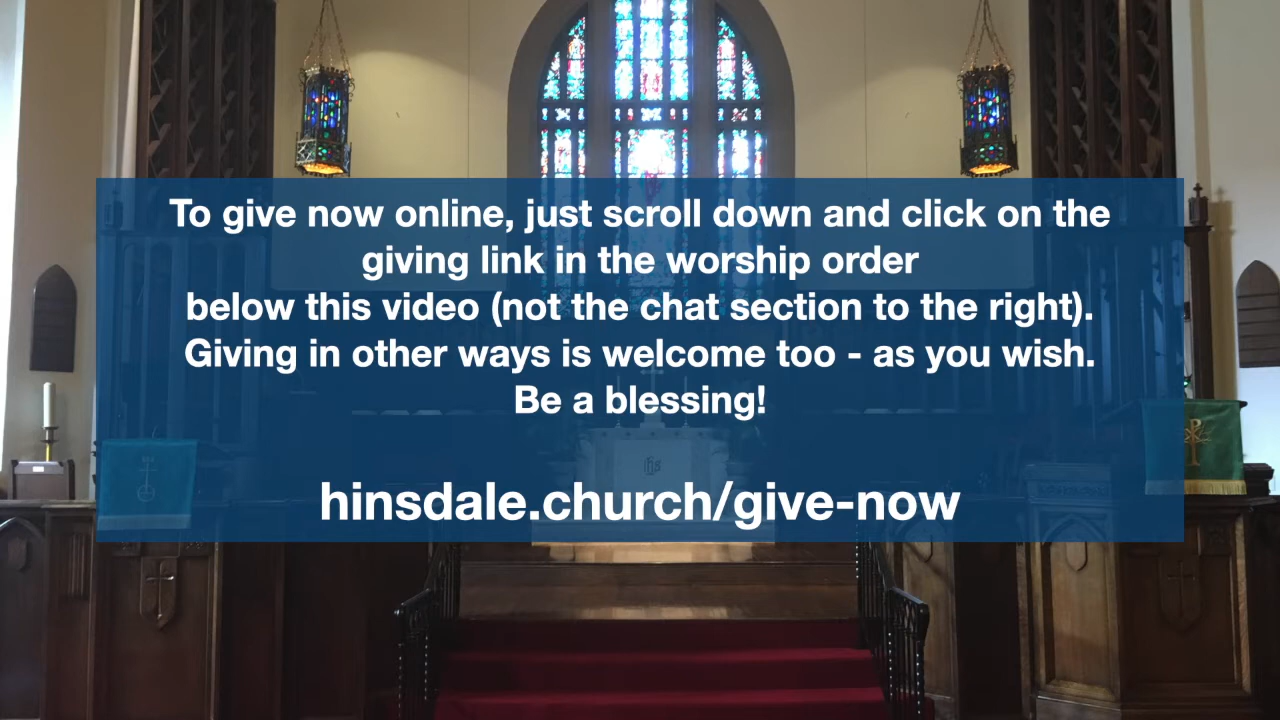 To give now online, just scroll down and click on the
giving link in the worship order
below this video (not the chat section to the right).
Giving in other ways is welcome too - as you wish.
Be a blessing!
hinsdale.church/give-now
ihs